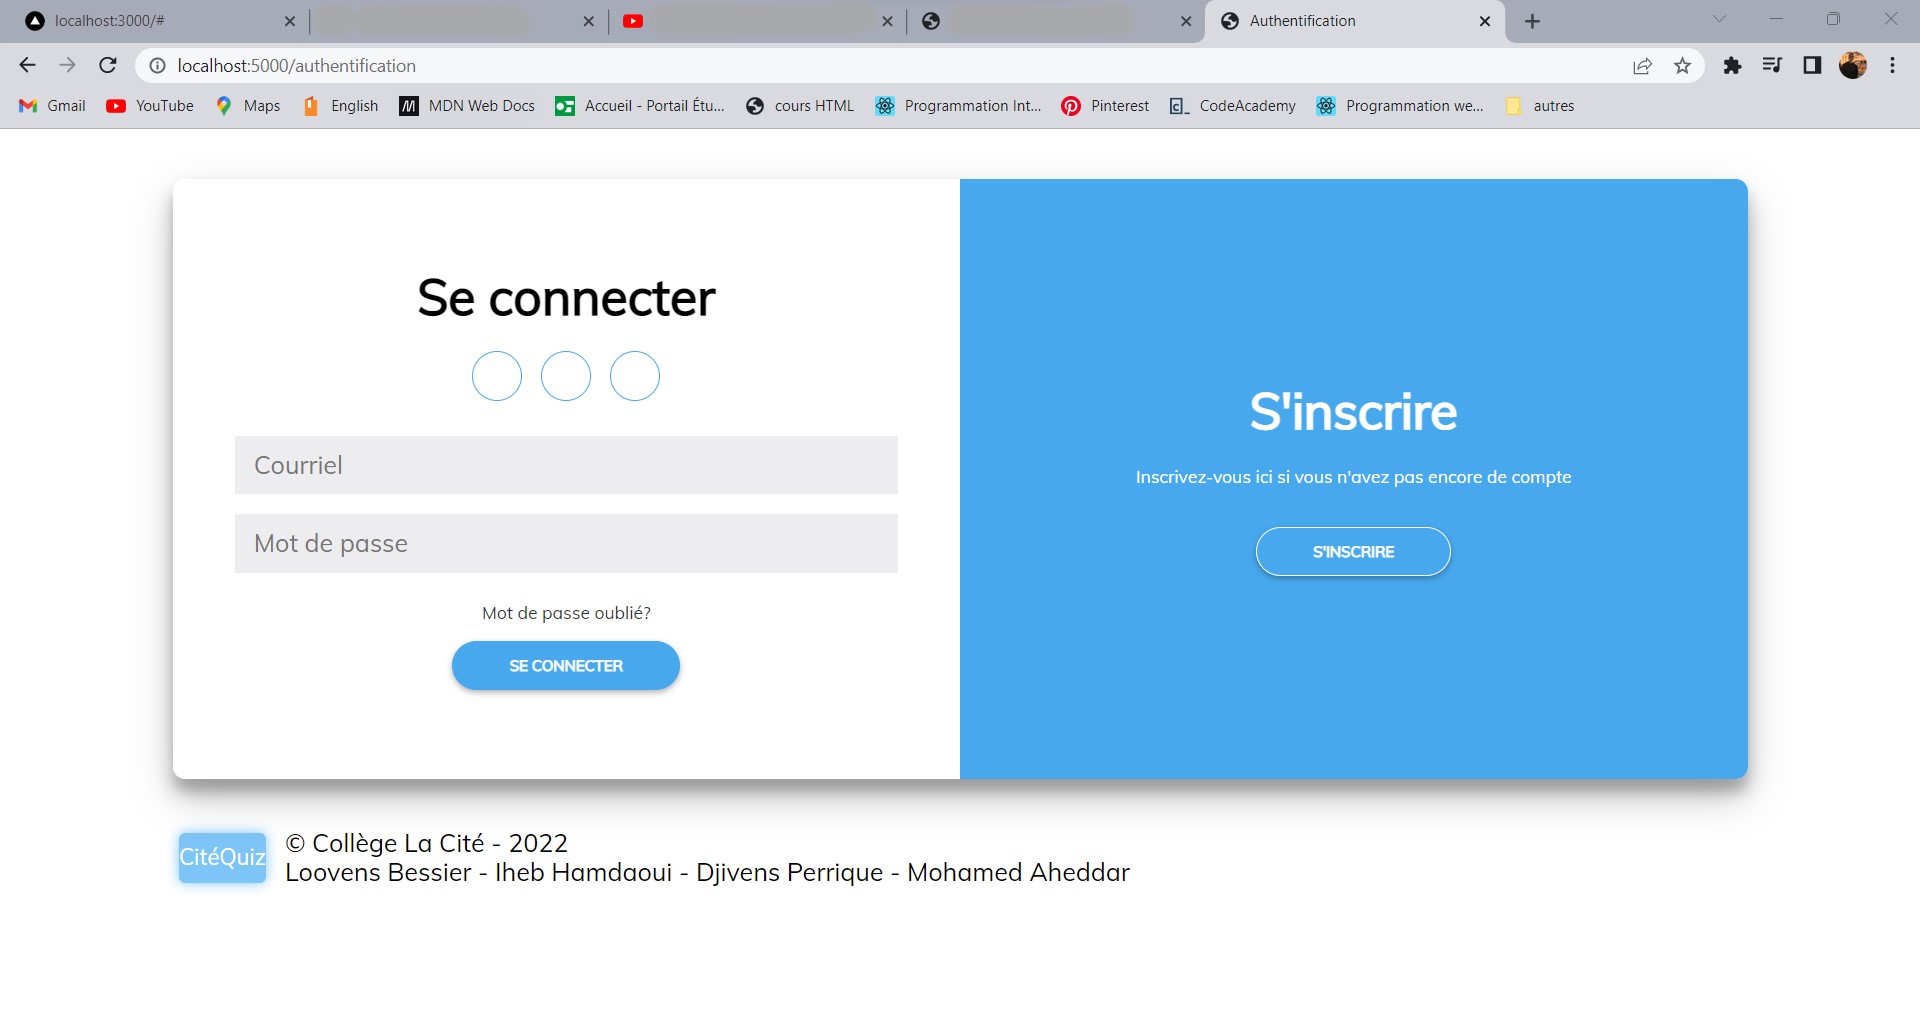 localhost:3000/#
Authentification
localhost:5000/authentification
Gmail YouTube Maps English MDN Web Docs Accueil - Portail Étu... cours HTML Programmation Int... Pinterest CodeAcademy Programmation we... autres
Se connecter
Courriel
Mot de passe
Mot de passe oublié?
SE CONNECTER
S'inscrire
Inscrivez-vous ici si vous n'avez pas encore de compte
S'INSCRIRE
CitéQuiz
© Collège La Cité - 2022
Loovens Bessier - Iheb Hamdaoui - Djivens Perrique - Mohamed Aheddar